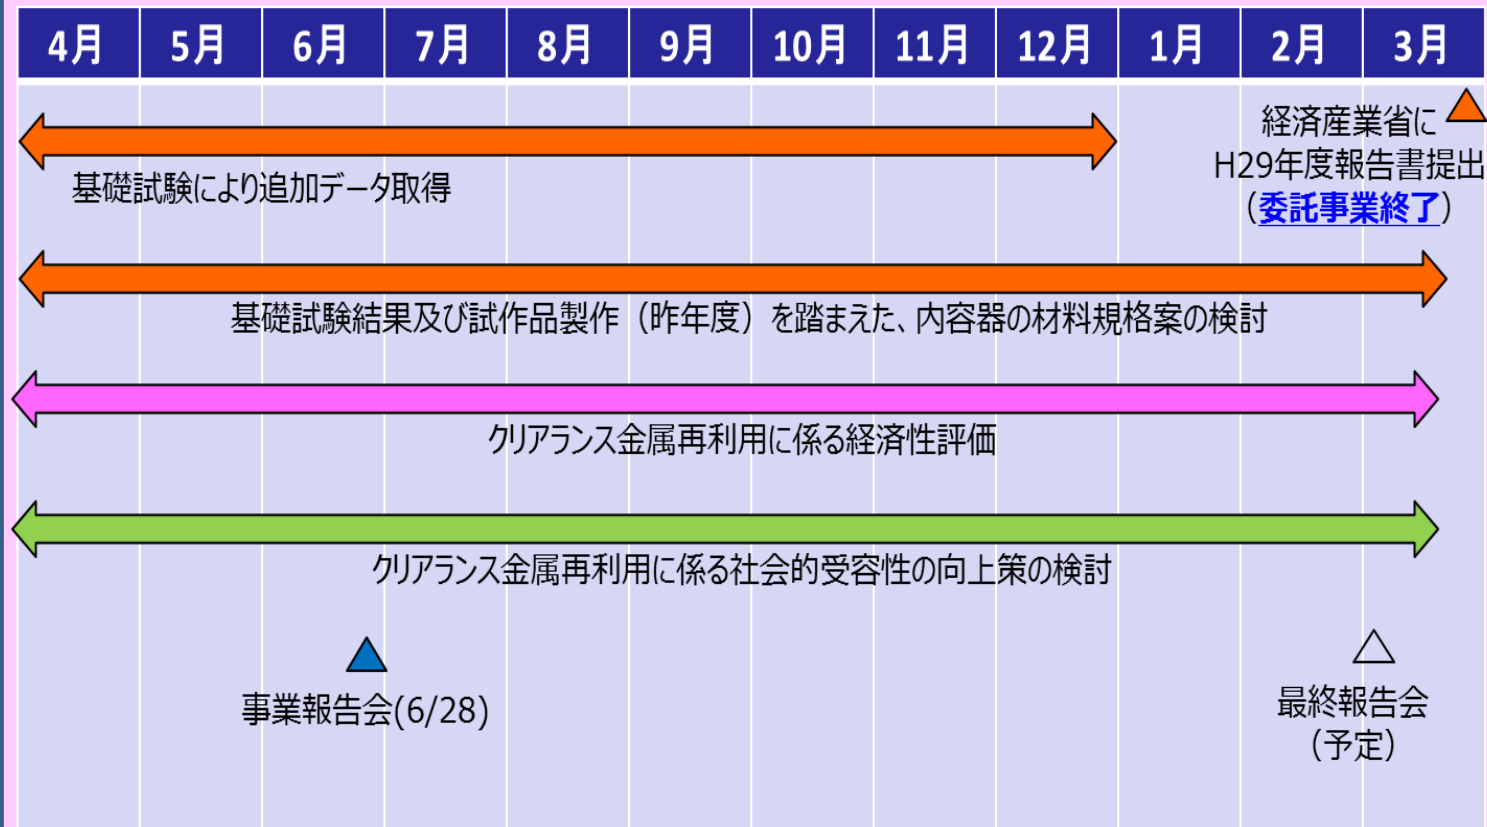 4月 5月 6月 7月 8月 9月 10月 11月 12月 1月 2月 3月
経済産業省に
H29年度報告書提出
（委託事業終了）
基礎試験により追加データ取得
基礎試験結果及び試作品製作（昨年度）を踏まえた、内容器の材料規格案の検討
クリアランス金属再利用に係る経済性評価
クリアランス金属再利用に係る社会的受容性の向上策の検討
事業報告会(6/28)
最終報告会
（予定）